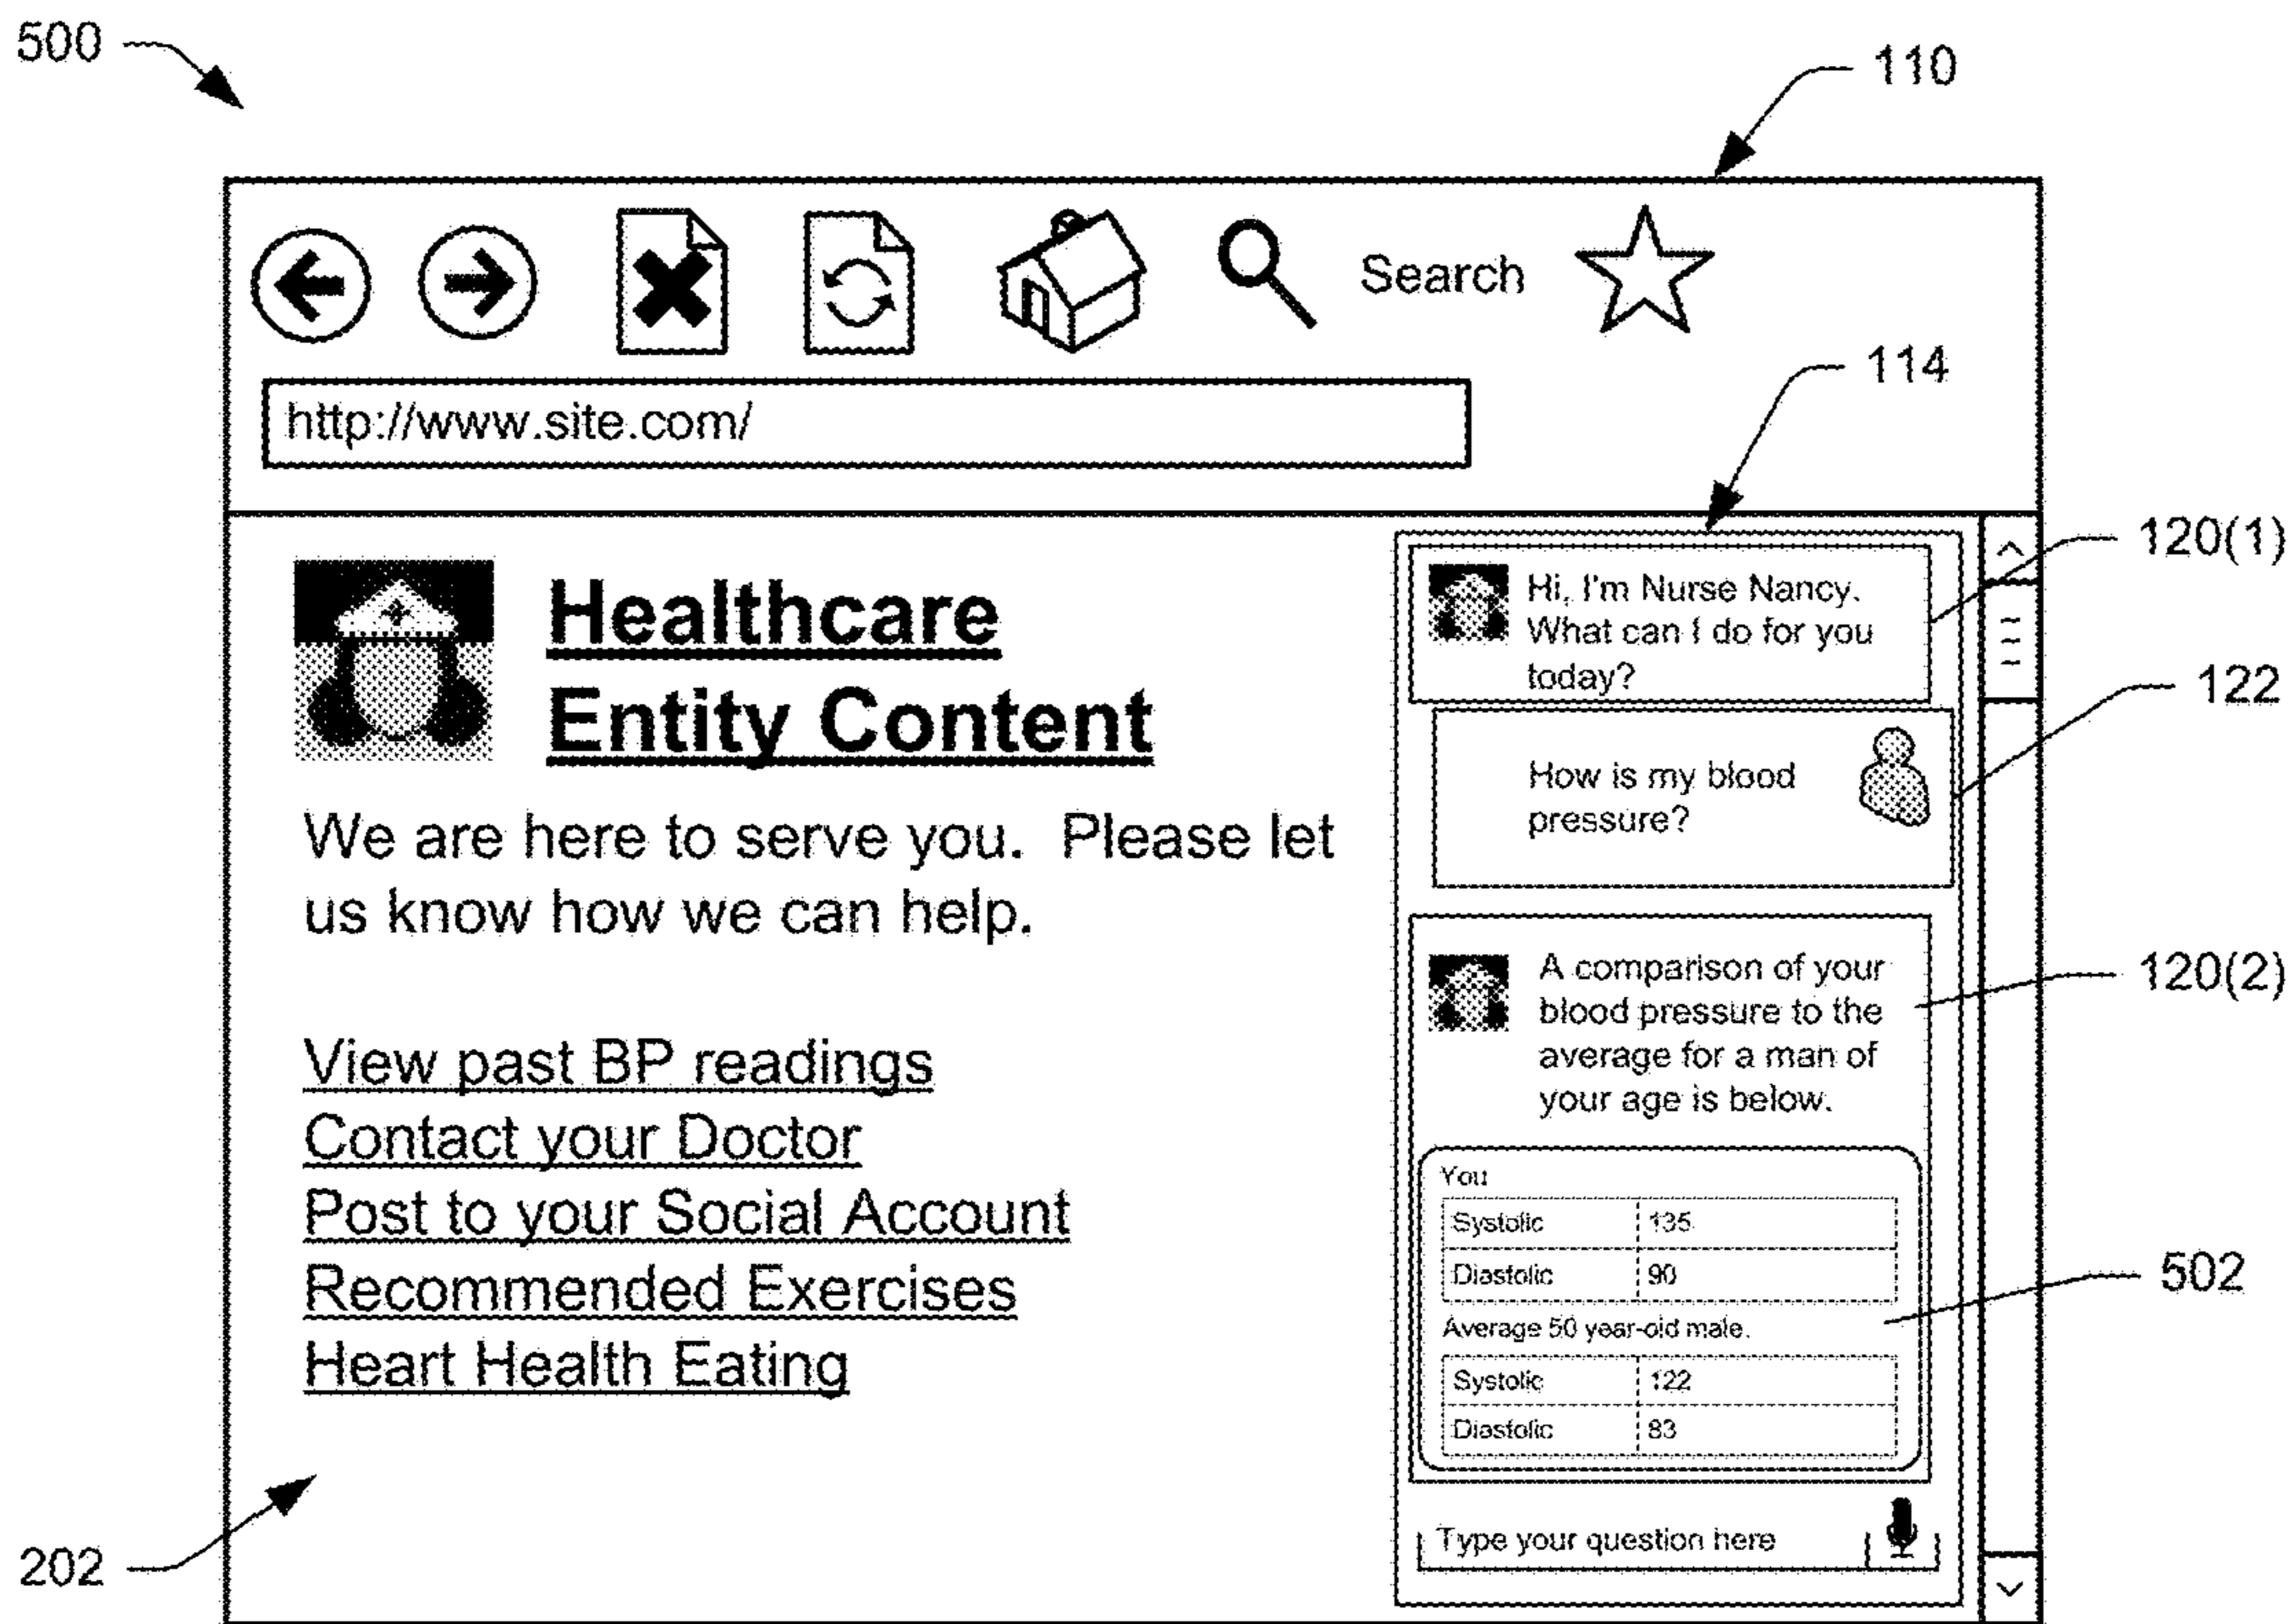 500
110
Search
114
http://www.site.com/
120(1)
Healthcare
Entity Content
We are here to serve you. Please let
us know how we can help.
View past BP readings
Contact your Doctor
Post to your Social Account
Recommended Exercises
Heart Health Eating
202
Hi, I'm Nurse Nancy.
What can I do for you
today?
122
How is my blood
pressure?
120(2)
A comparison of your
blood pressure to the
average for a man of
your age is below.
You
Systolic 135
Diastolic 90
502
Average 50 year-old male.
Systolic 122
Diastolic 83
Type your question here